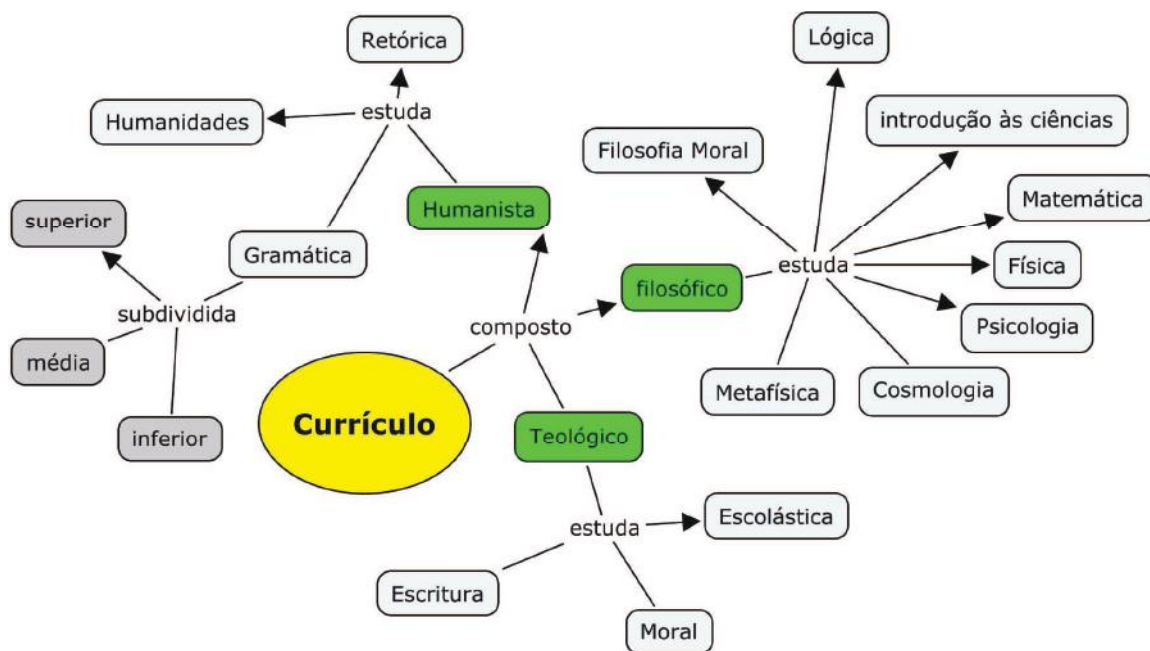 Retórica
Lógica
estuda
Humanidades
introdução às ciências
Filosofia Moral
Humanista
Matemática
superior
Gramática
estuda
Física
filosófico
subdividida
composto
Psicologia
média
Metafísica
Cosmologia
Currículo
inferior
Teológico
estuda
Escolástica
Escritura
Moral